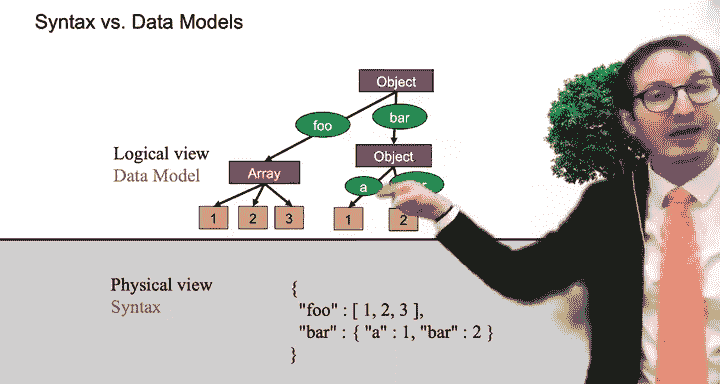 Syntax vs. Data Models
Object
foo
bar
Logical view
Data Model
Array
Object
a
1
2
3
1
2
Physical view
Syntax
{
"foo" : [ 1, 2, 3 ],
"bar" : { "a" : 1, "bar" : 2 }
}